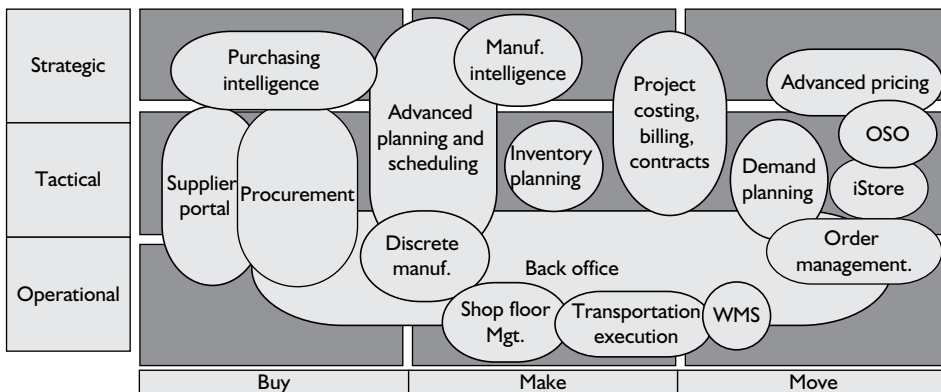 Strategic
Tactical
Operational
Purchasing
intelligence
Manuf.
intelligence
Advanced
planning and
scheduling
Project
costing,
billing,
contracts
Advanced pricing
OSO
iStore
Supplier
portal
Procurement
Inventory
planning
Demand
planning
Order
management.
Discrete
manuf.
Back office
Shop floor
Mgt.
Transportation
execution
WMS
Buy
Make
Move